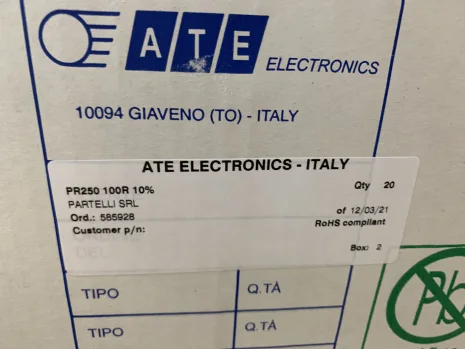 ATE ELECTRONICS
10094 GIAVENO (TO) - ITALY
ATE ELECTRONICS - ITALY
PR250 100R 10% Qty 20
PARTELLI SRL
Ord.: 585928 of 12/03/21
Customer p/n: RoHS compliant
Box: 2
TIPO Q.TÀ
TIPO Q.TÀ
Pb